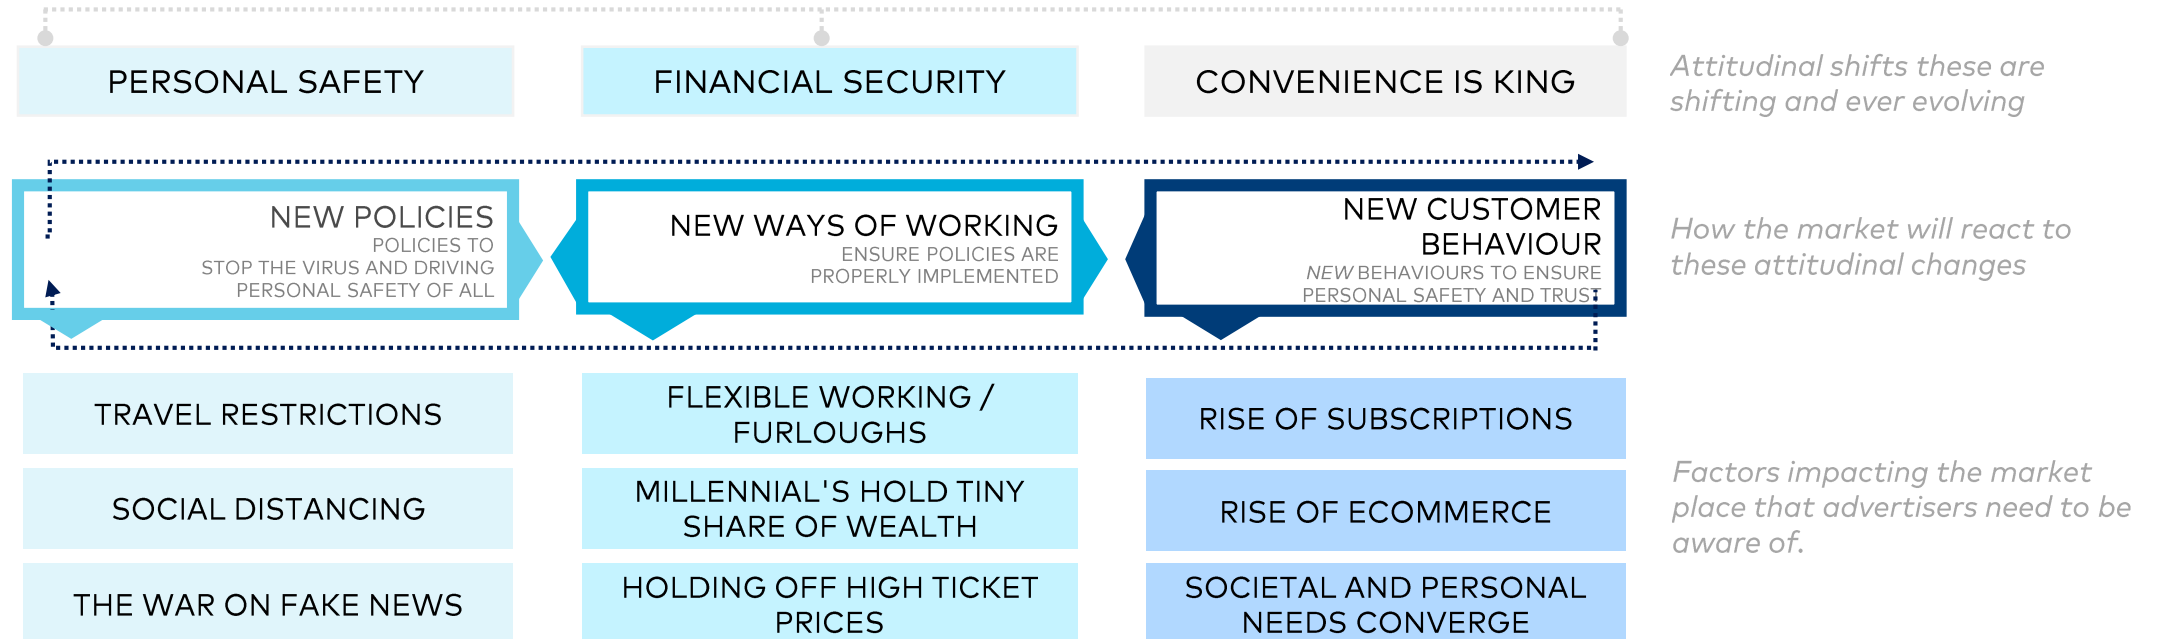 PERSONAL SAFETY
FINANCIAL SECURITY
CONVENIENCE IS KING
Attitudinal shifts these are
shifting and ever evolving
NEW POLICIES
POLICIES TO
STOP THE VIRUS AND DRIVING
PERSONAL SAFETY OF ALL
NEW WAYS OF WORKING
ENSURE POLICIES ARE
PROPERLY IMPLEMENTED
NEW CUSTOMER
BEHAVIOUR
NEW BEHAVIOURS TO ENSURE
PERSONAL SAFETY AND TRUST
How the market will react to
these attitudinal changes
TRAVEL RESTRICTIONS
SOCIAL DISTANCING
THE WAR ON FAKE NEWS
FLEXIBLE WORKING /
FURLOUGHS
MILLENNIAL'S HOLD TINY
SHARE OF WEALTH
HOLDING OFF HIGH TICKET
PRICES
RISE OF SUBSCRIPTIONS
RISE OF ECOMMERCE
SOCIETAL AND PERSONAL
NEEDS CONVERGE
Factors impacting the market
place that advertisers need to be
aware of.